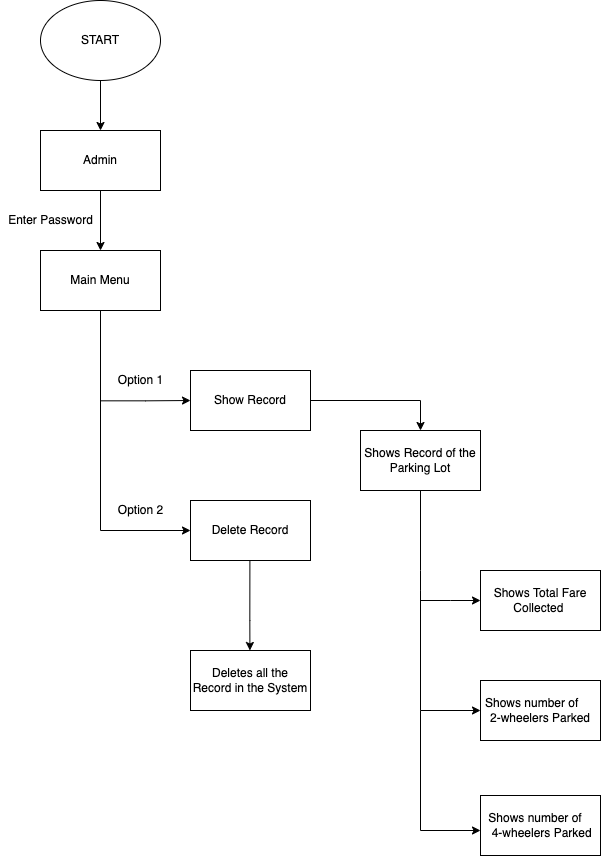 START
Admin
Enter Password
Main Menu
Option 1
Show Record
Shows Record of the
Parking Lot
Option 2
Delete Record
Shows Total Fare
Collected
Deletes all the
Record in the System
Shows number of
2-wheelers Parked
Shows number of
4-wheelers Parked